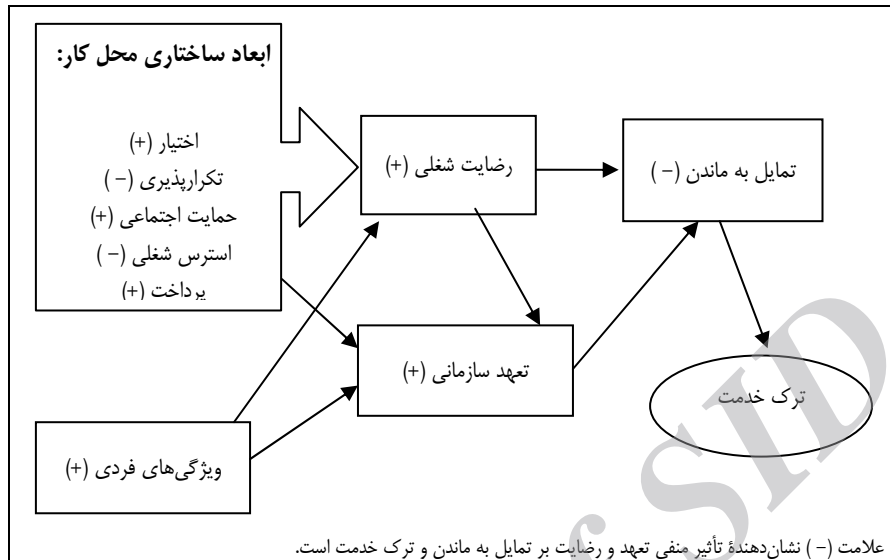 ابعاد ساختاری محل کار:
اختیار (+)
تکرارپذیری (–)
حمایت اجتماعی (+)
استرس شغلی (–)
پرداخت (+)
رضایت شغلی (+)
تمایل به ماندن (–)
تعهد سازمانی (+)
ترک خدمت
ویژگی‌های فردی (+)
علامت (–) نشان‌دهندۀ تأثیر منفی تعهد و رضایت بر تمایل به ماندن و ترک خدمت است.
f SID